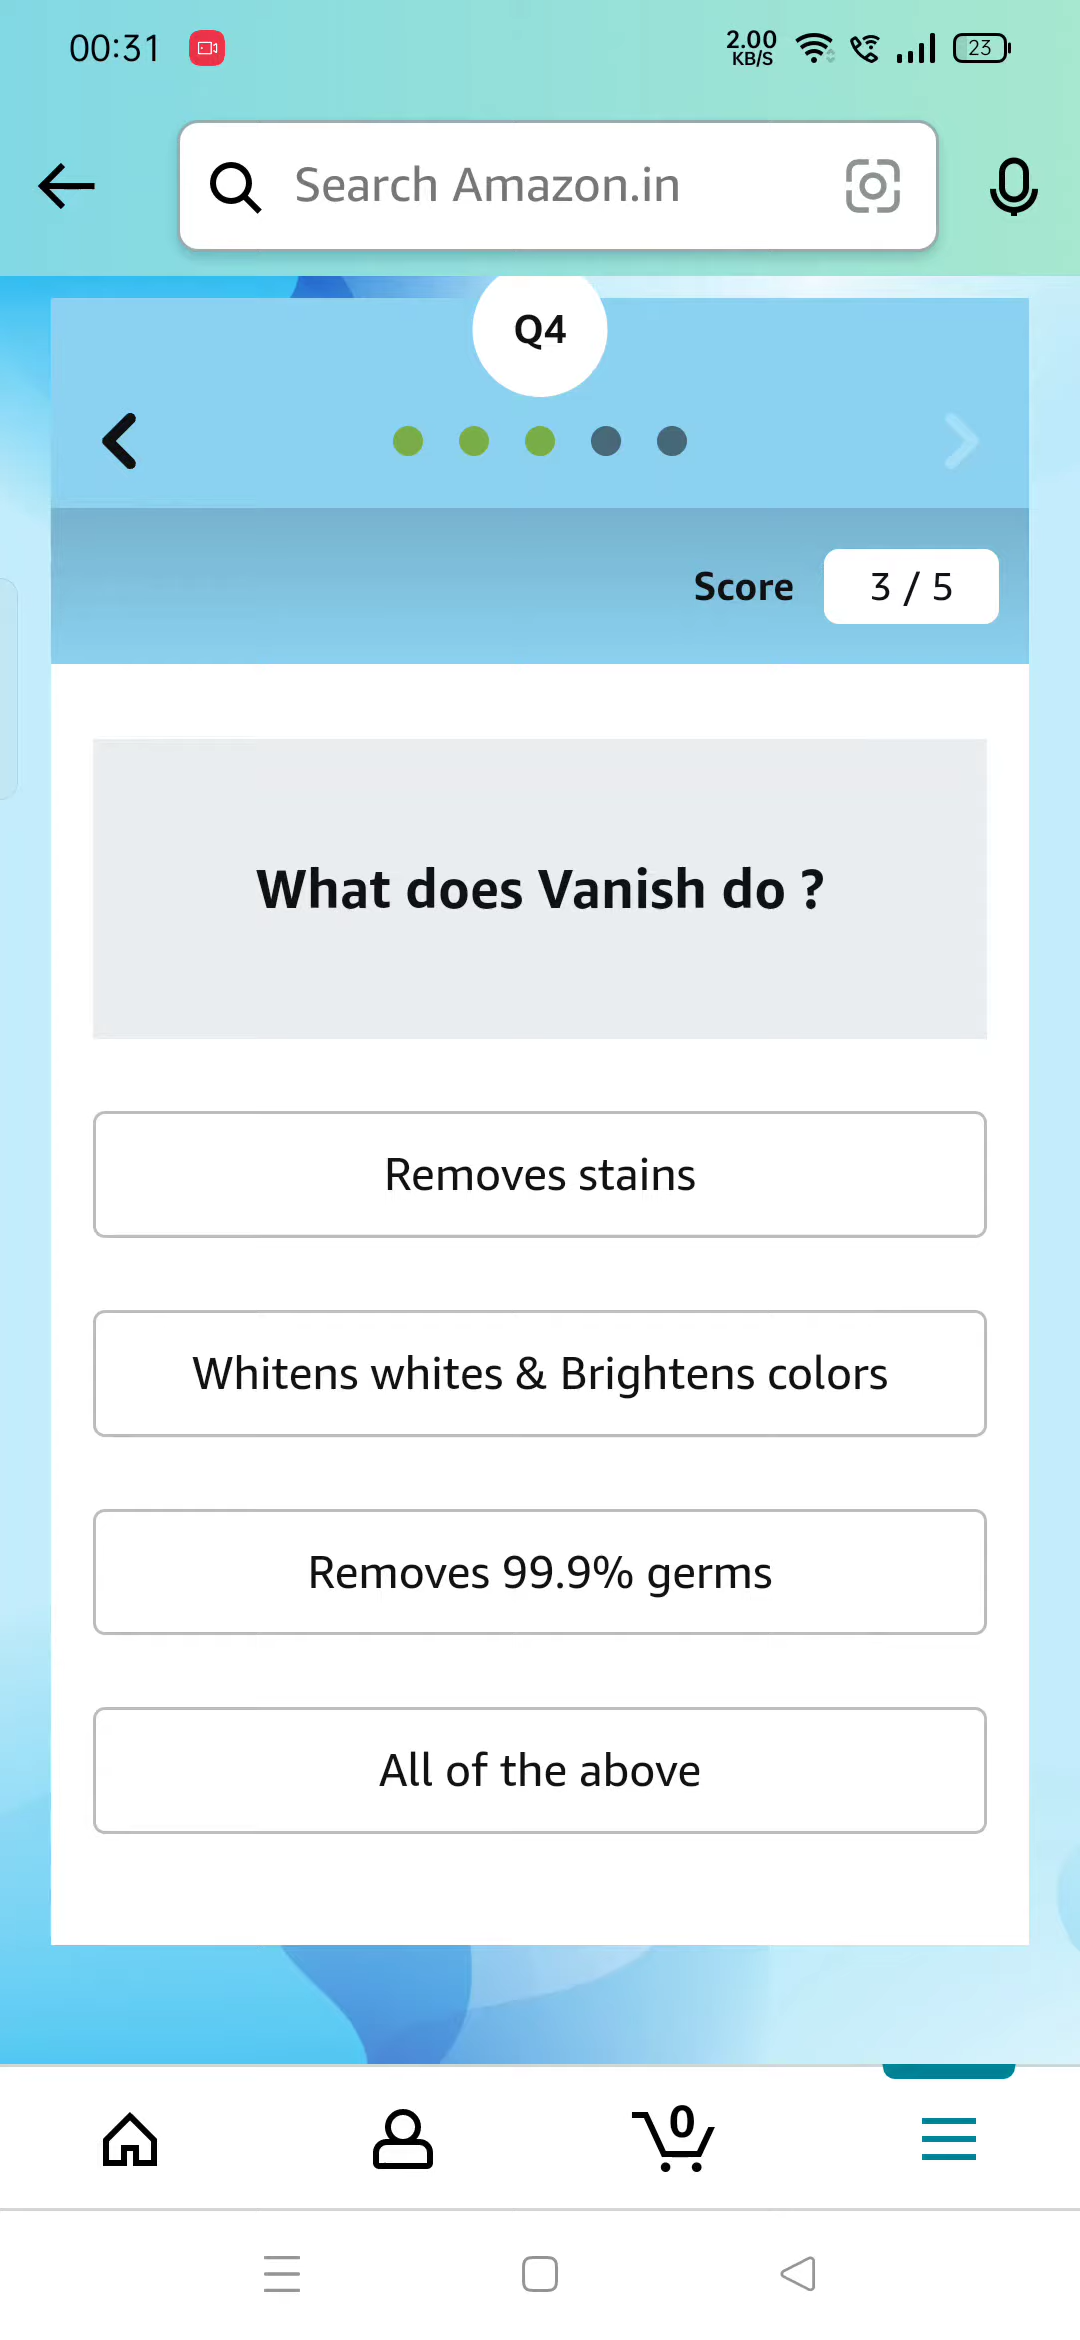 00:31
2.00
KB/S
23
Search Amazon.in
Q4
Score
3 / 5
What does Vanish do ?
Removes stains
Whitens whites & Brightens colors
Removes 99.9% germs
All of the above
0